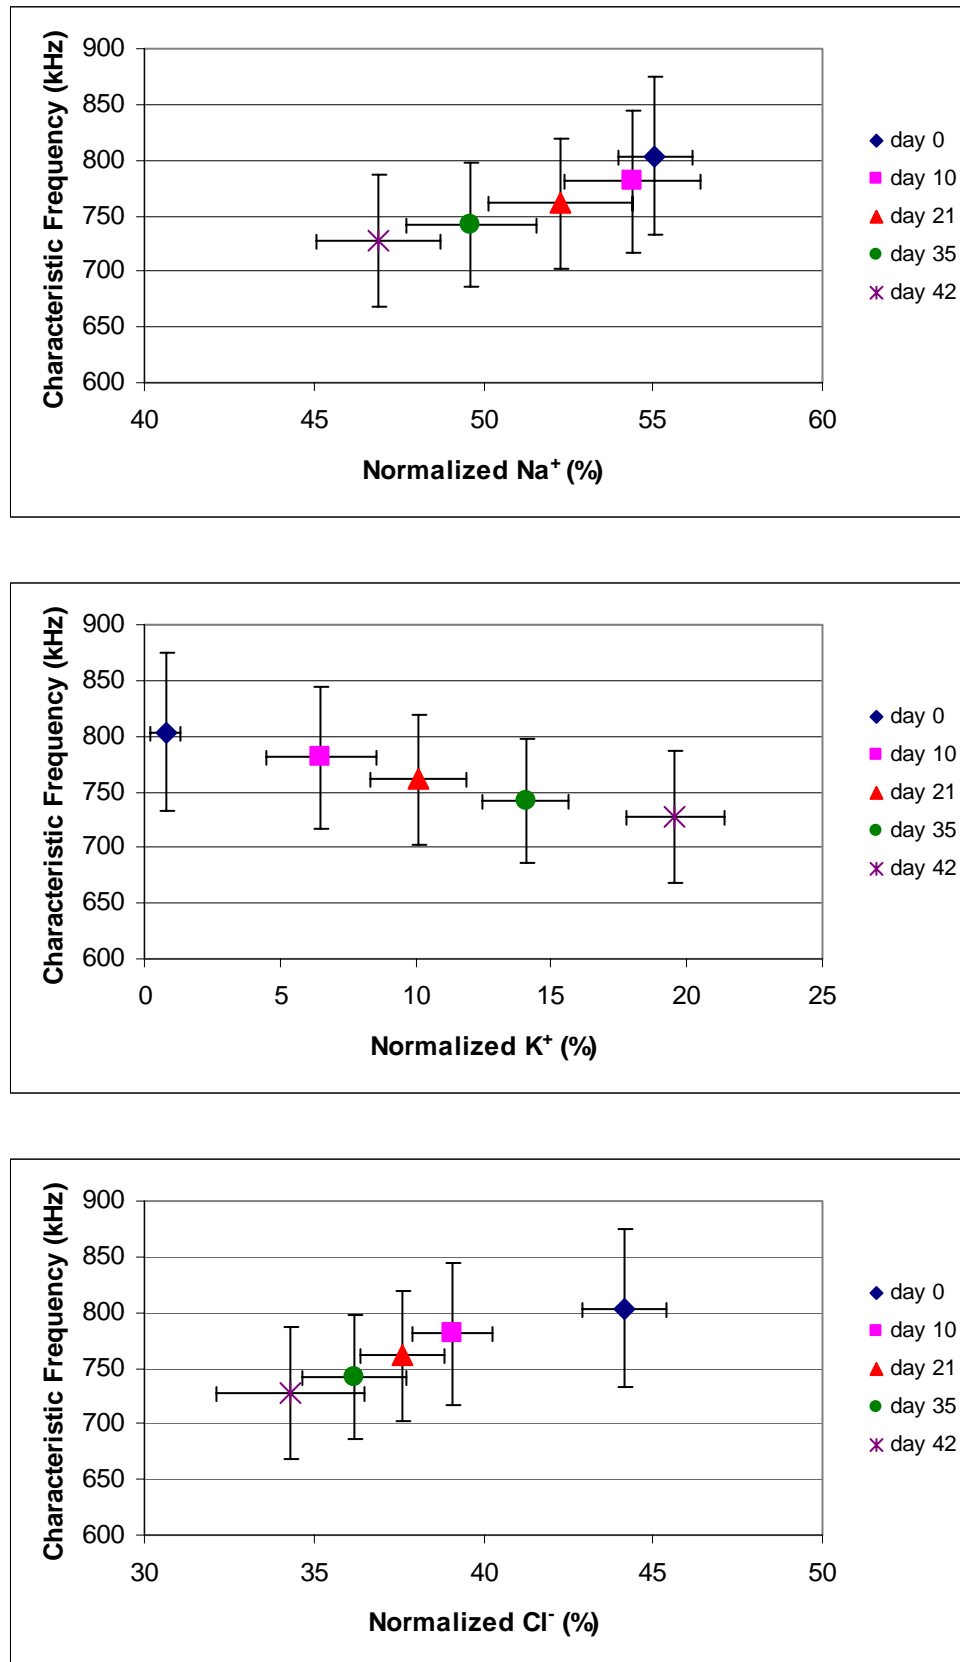 Characteristic Frequency (kHz)
900
850
800
750
700
650
600
40 45 50 55 60
Normalized Na⁺ (%)
day 0
day 10
day 21
day 35
day 42
Characteristic Frequency (kHz)
900
850
800
750
700
650
600
0 5 10 15 20 25
Normalized K⁺ (%)
day 0
day 10
day 21
day 35
day 42
Characteristic Frequency (kHz)
900
850
800
750
700
650
600
30 35 40 45 50
Normalized Cl⁻ (%)
day 0
day 10
day 21
day 35
day 42